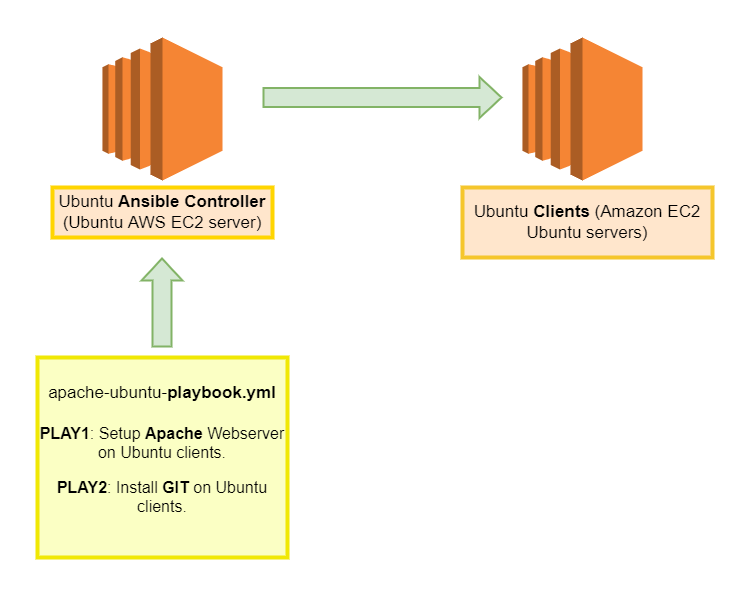 Ubuntu Ansible Controller
(Ubuntu AWS EC2 server)
Ubuntu Clients (Amazon EC2
Ubuntu servers)
apache-ubuntu-playbook.yml
PLAY1: Setup Apache Webserver
on Ubuntu clients.
PLAY2: Install GIT on Ubuntu
clients.